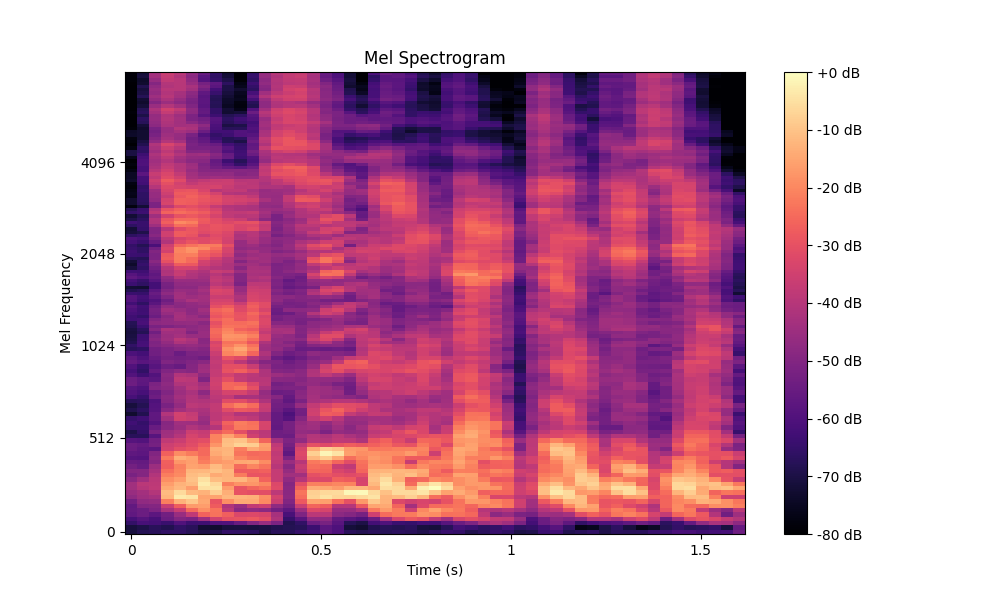 Mel Spectrogram
Mel Frequency
4096
2048
1024
512
0
0
0.5
1
1.5
Time (s)
+0 dB
-10 dB
-20 dB
-30 dB
-40 dB
-50 dB
-60 dB
-70 dB
-80 dB